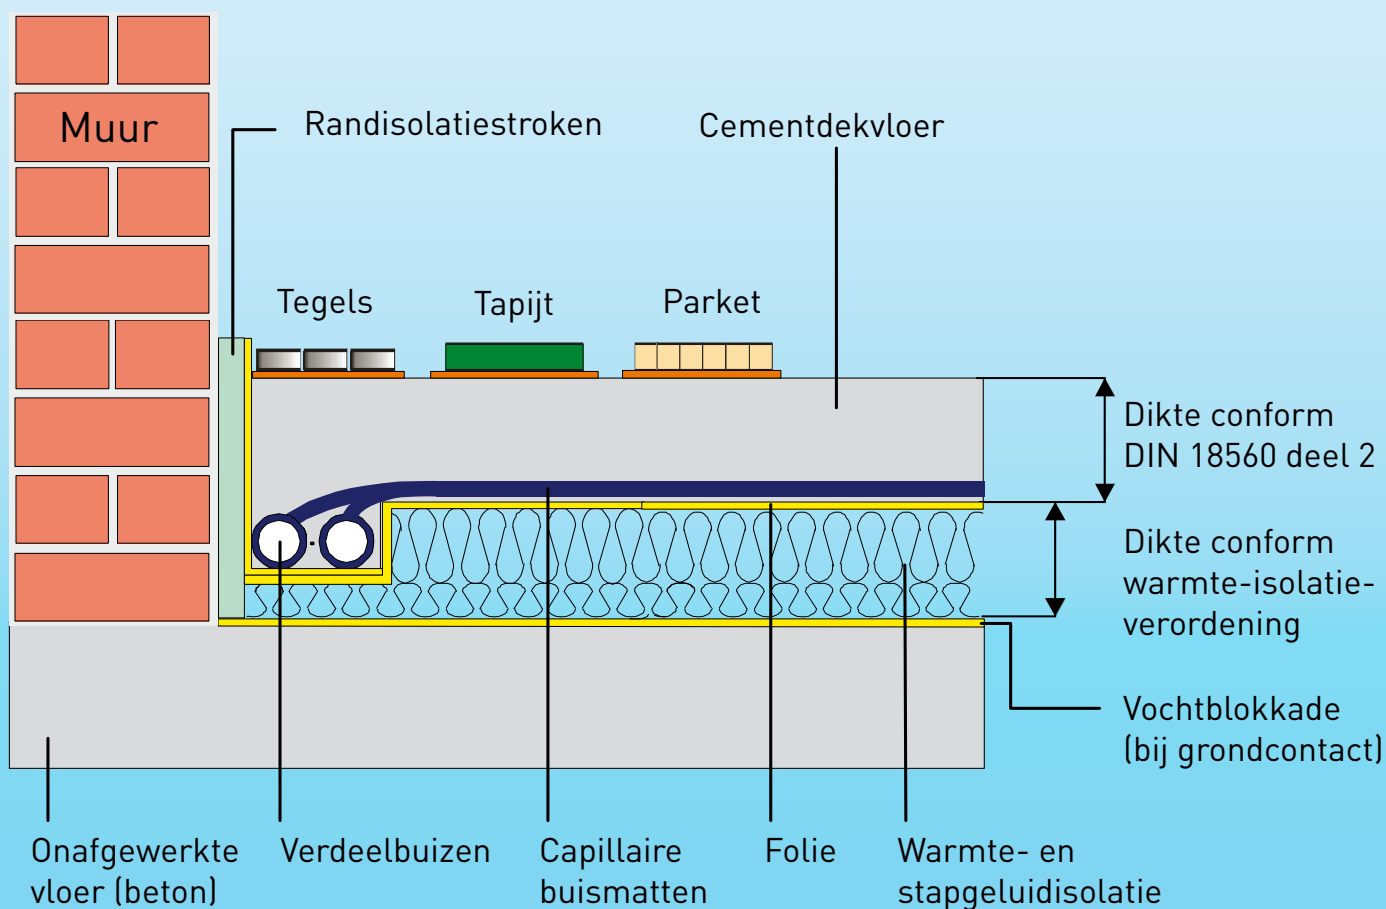 Muur
Randisolatiestroken
Cementdekvloer
Tegels
Tapijt
Parket
Dikte conform
DIN 18560 deel 2
Dikte conform
warmte-isolatie-
verordening
Vochtblokkade
(bij grondcontact)
Onafgewerkte
vloer (beton)
Verdeelbuizen
Capillaire
buismatten
Folie
Warmte- en
stapgeluidisolatie